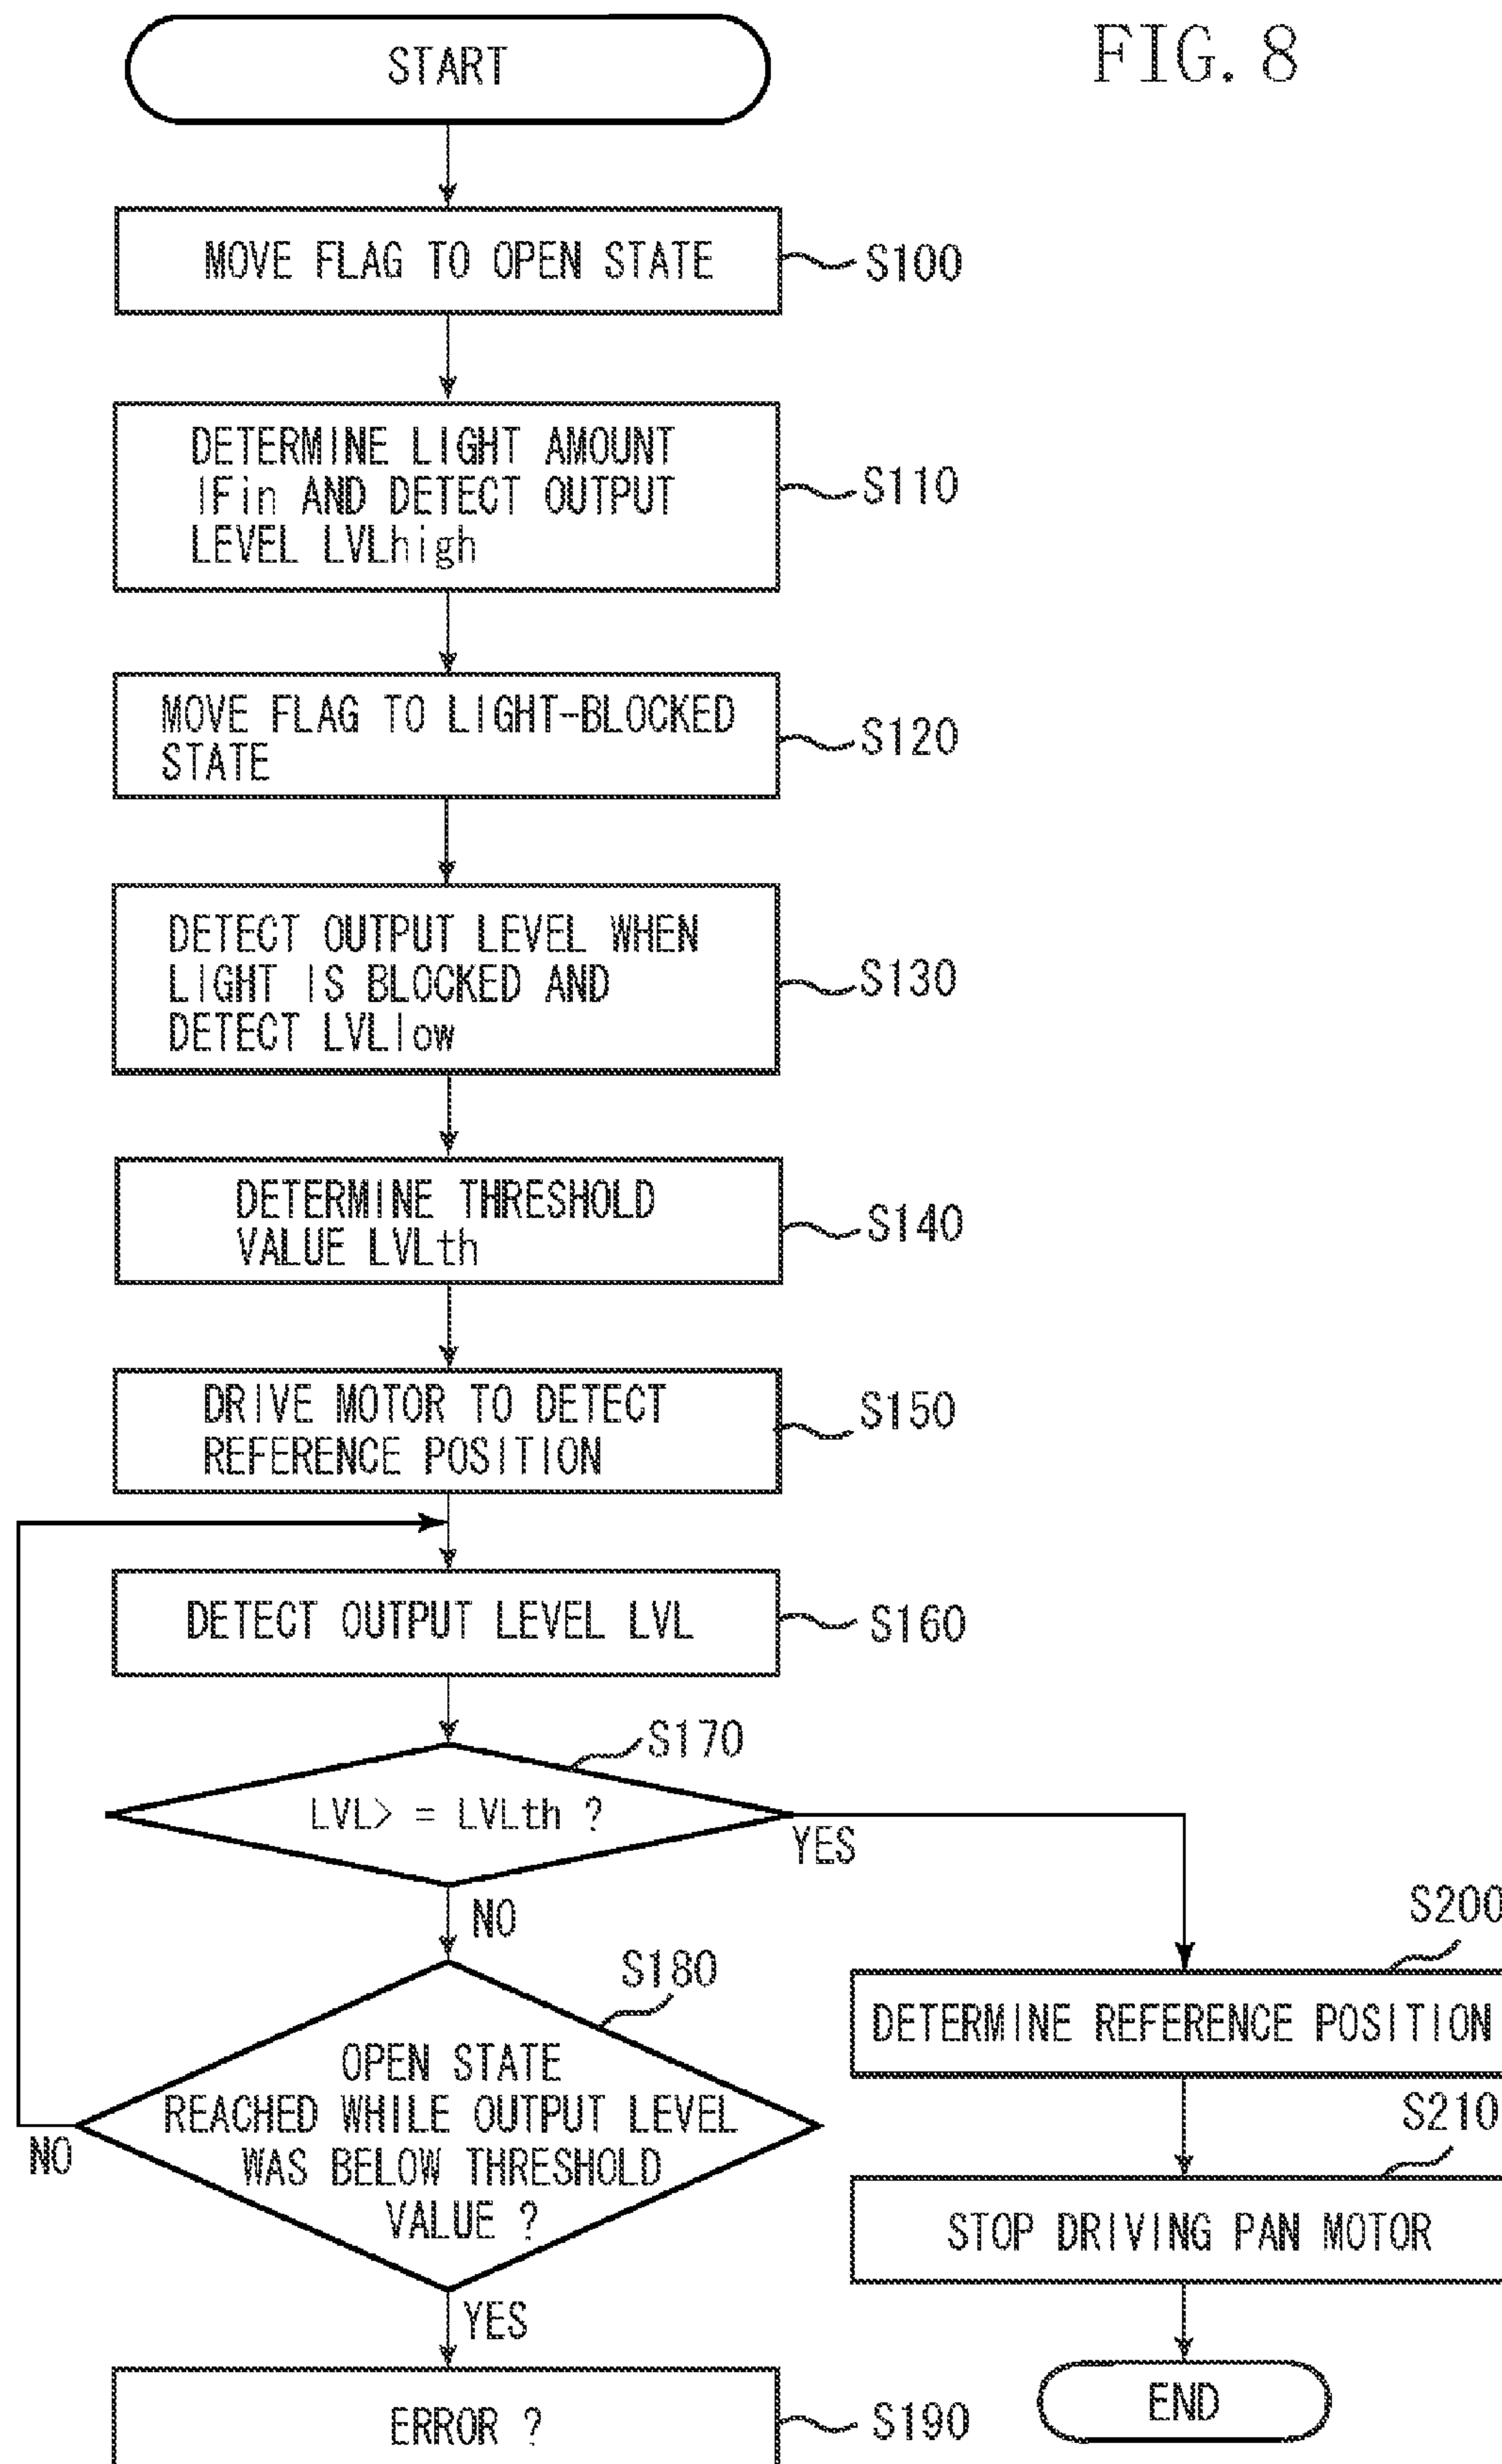 FIG. 8
START
MOVE FLAG TO OPEN STATE
S100
DETERMINE LIGHT AMOUNT
IFin AND DETECT OUTPUT
LEVEL LVLhigh
S110
MOVE FLAG TO LIGHT-BLOCKED
STATE
S120
DETECT OUTPUT LEVEL WHEN
LIGHT IS BLOCKED AND
DETECT LVLlow
S130
DETERMINE THRESHOLD
VALUE LVLth
S140
DRIVE MOTOR TO DETECT
REFERENCE POSITION
S150
DETECT OUTPUT LEVEL LVL
S160
S170
LVL> = LVLth ?
YES
NO
S180
OPEN STATE
REACHED WHILE OUTPUT LEVEL
WAS BELOW THRESHOLD
VALUE ?
NO
YES
ERROR ?
S190
S200
DETERMINE REFERENCE POSITION
S210
STOP DRIVING PAN MOTOR
END